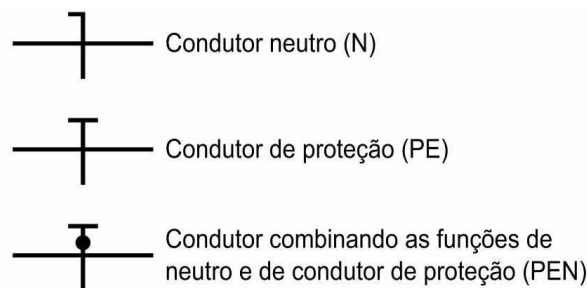 Condutor neutro (N)
Condutor de proteção (PE)
Condutor combinando as funções de
neutro e de condutor de proteção (PEN)